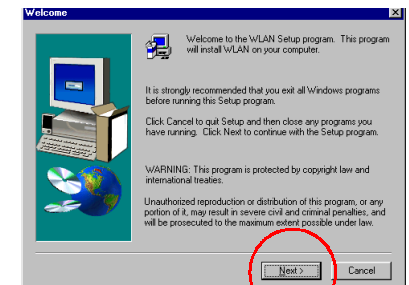 Welcome
Welcome to the WLAN Setup program. This program
will install WLAN on your computer.
It is strongly recommended that you exit all Windows programs
before running this Setup program.
Click Cancel to quit Setup and then close any programs you
have running. Click Next to continue with the Setup program.
WARNING: This program is protected by copyright law and
international treaties.
Unauthorized reproduction or distribution of this program, or any
portion of it, may result in severe civil and criminal penalties, and
will be prosecuted to the maximum extent possible under law.
Next >
Cancel